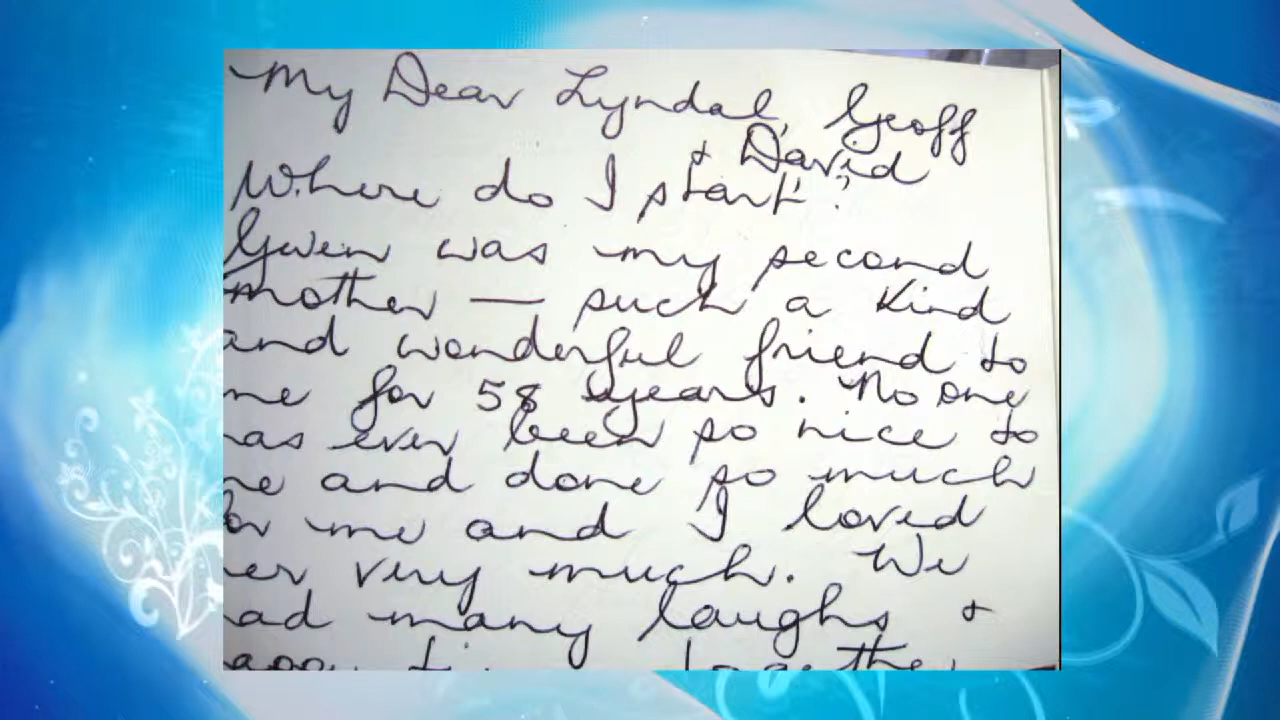 My Dear Lyndal, Geoff
& David
Where do I start?
Gwen was my second
mother — such a kind
and wonderful friend to
me for 58 years. No one
has ever been so nice to
me and done so much
for me and I loved
her very much. We
had many laughs &
together